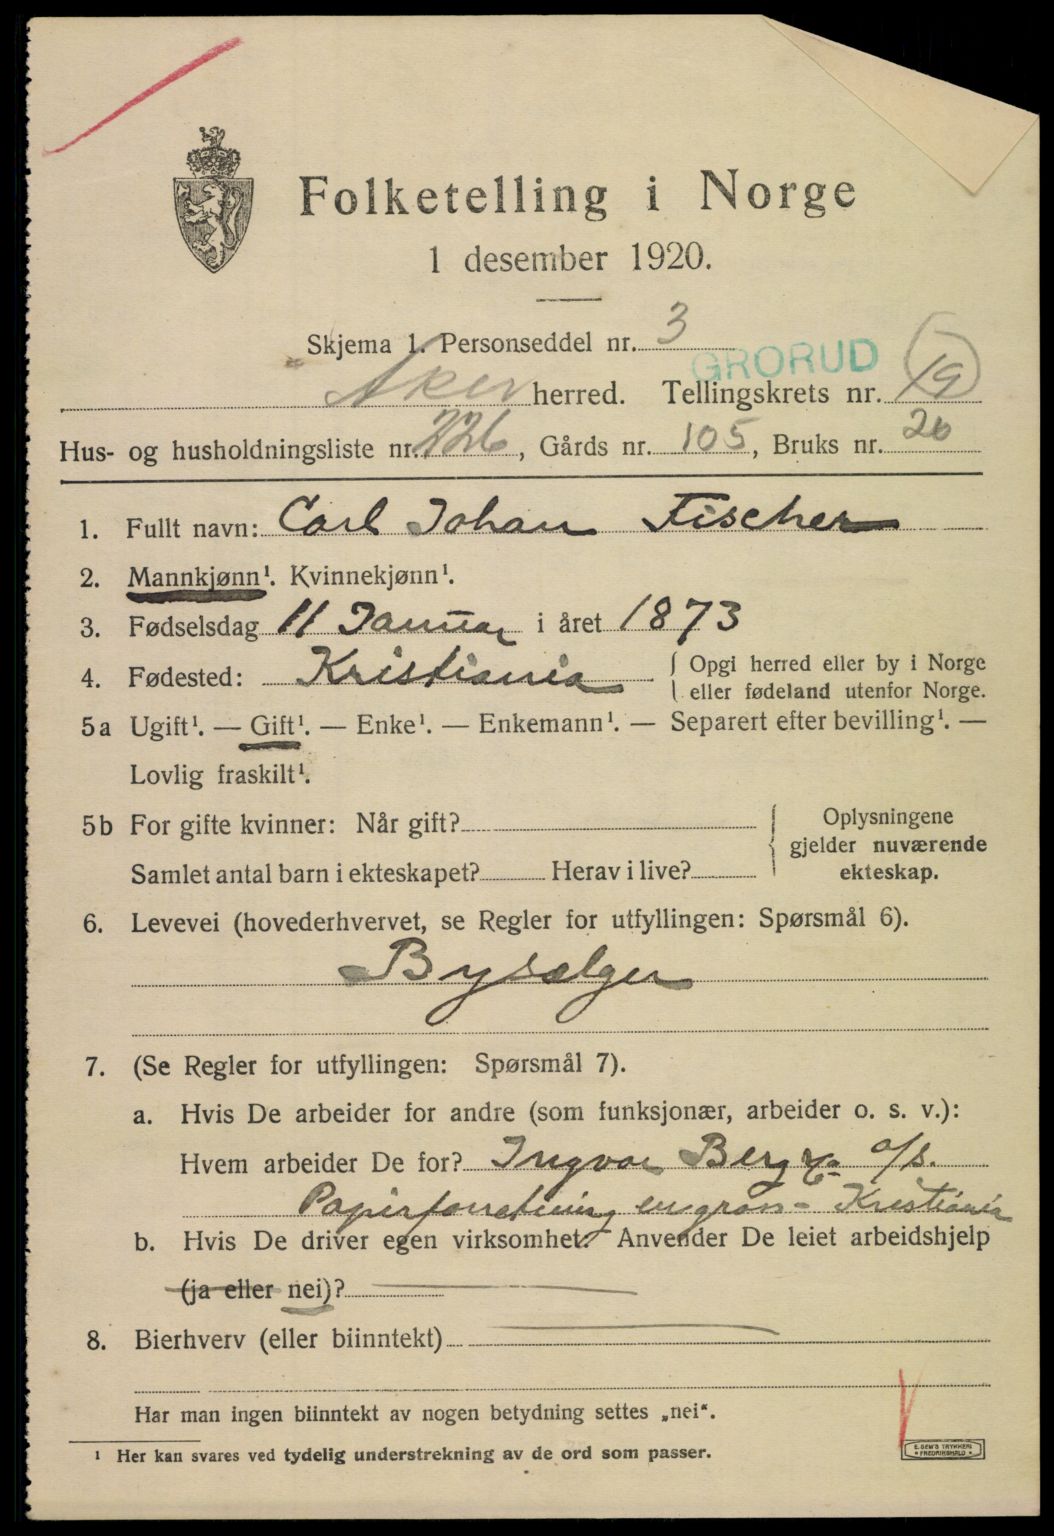 Folketelling i Norge
1 desember 1920.
Skjema 1. Personseddel nr. 3
GRORUD
Aker herred. Tellingskrets nr. 19
Hus- og husholdningsliste nr. 226, Gårds nr. 105, Bruks nr. 20
1. Fullt navn: Carl Johan Fischer
2. Mannkjønn¹. Kvinnekjønn¹.
3. Fødselsdag 11 Januar i året 1873
4. Fødested: Kristiania { Opgi herred eller by i Norge
eller fødeland utenfor Norge.
5a Ugift¹. — Gift¹. — Enke¹. — Enkemann¹. — Separert efter bevilling¹. —
Lovlig fraskilt¹.
5b For gifte kvinner: Når gift?
Samlet antal barn i ekteskapet? Herav i live?
{ Oplysningene
gjelder nuværende
ekteskap.
6. Levevei (hovederhvervet, se Regler for utfyllingen: Spørsmål 6).
Bysælger
7. (Se Regler for utfyllingen: Spørsmål 7).
a. Hvis De arbeider for andre (som funksjonær, arbeider o. s. v.):
Hvem arbeider De for? Ingvar Berg & Co a/s.
Papirforretning engros - Kristiania
b. Hvis De driver egen virksomhet: Anvender De leiet arbeidshjelp
(ja eller nei)?
8. Bierhverv (eller biinntekt)
Har man ingen biinntekt av nogen betydning settes „nei“.
¹ Her kan svares ved tydelig understrekning av de ord som passer.
E. SEM'S TRYKKERI
FREDRIKSHALD